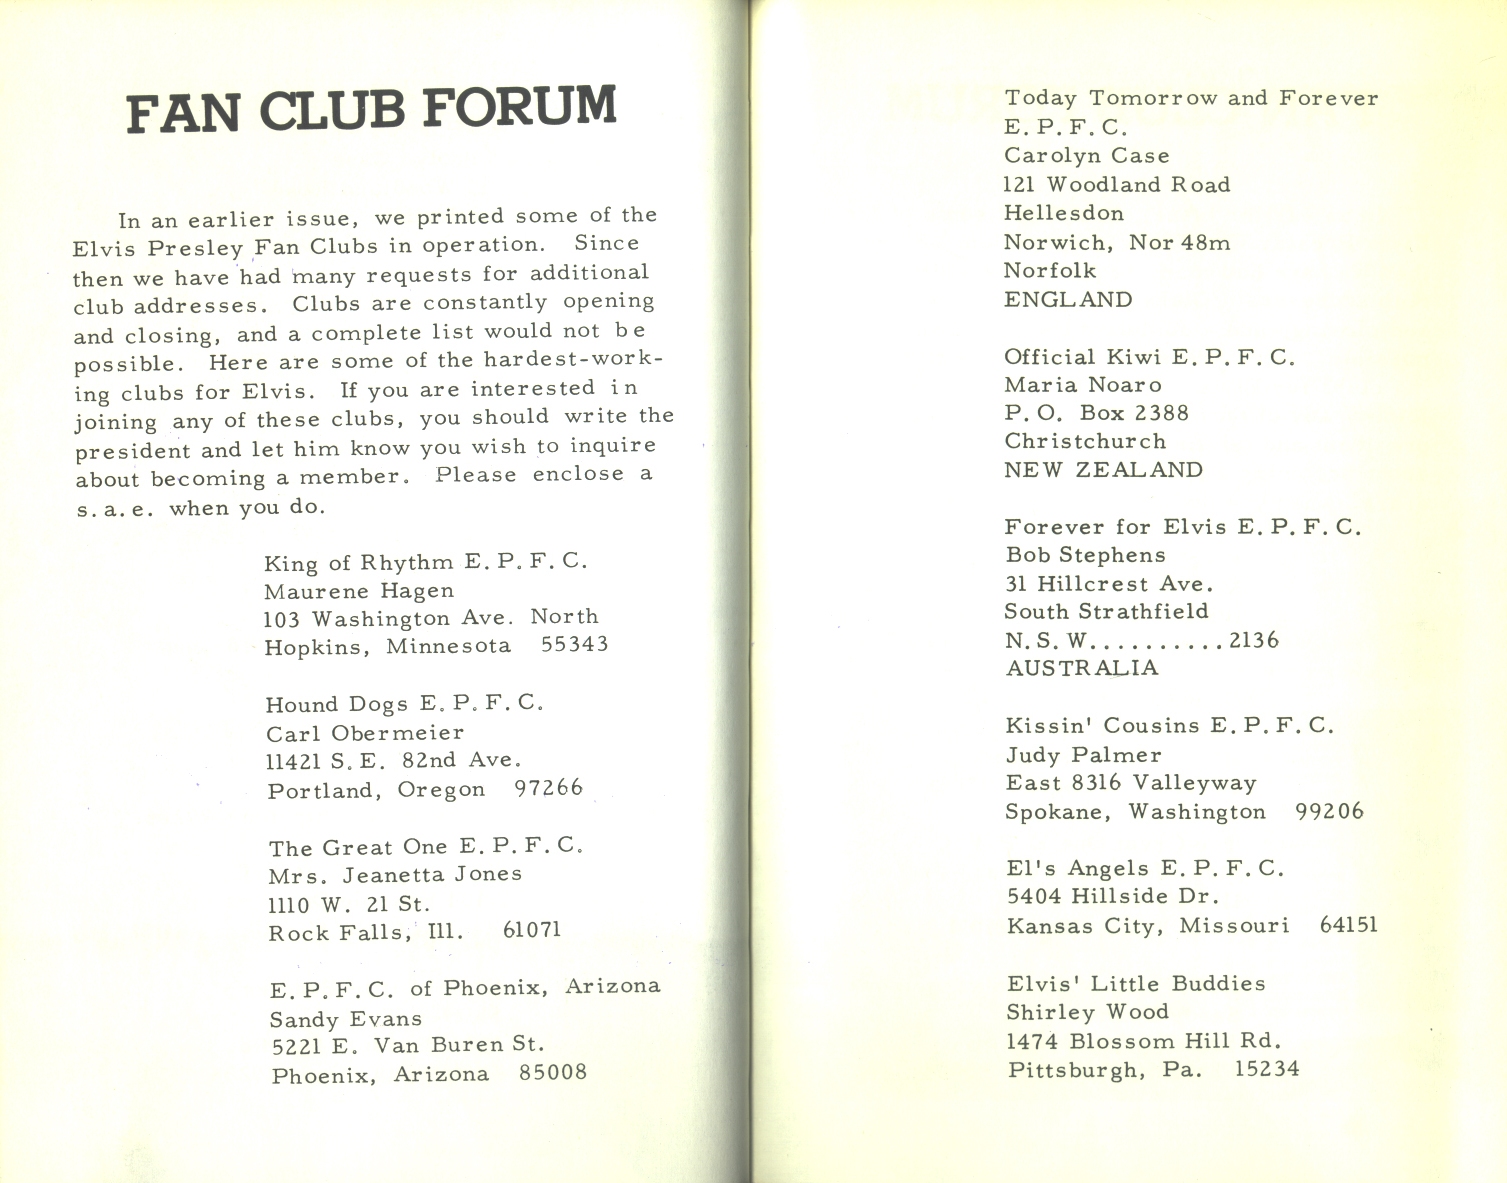 FAN CLUB FORUM
In an earlier issue, we printed some of the
Elvis Presley Fan Clubs in operation. Since
then we have had many requests for additional
club addresses. Clubs are constantly opening
and closing, and a complete list would not be
possible. Here are some of the hardest-work-
ing clubs for Elvis. If you are interested in
joining any of these clubs, you should write the
president and let him know you wish to inquire
about becoming a member. Please enclose a
s.a.e. when you do.
King of Rhythm E.P.F.C.
Maurene Hagen
103 Washington Ave. North
Hopkins, Minnesota 55343
Hound Dogs E.P.F.C.
Carl Obermeier
11421 S.E. 82nd Ave.
Portland, Oregon 97266
The Great One E.P.F.C.
Mrs. Jeanetta Jones
1110 W. 21 St.
Rock Falls, Ill. 61071
E.P.F.C. of Phoenix, Arizona
Sandy Evans
5221 E. Van Buren St.
Phoenix, Arizona 85008
Today Tomorrow and Forever
E.P.F.C.
Carolyn Case
121 Woodland Road
Hellesdon
Norwich, Nor 48m
Norfolk
ENGLAND
Official Kiwi E.P.F.C.
Maria Noaro
P.O. Box 2388
Christchurch
NEW ZEALAND
Forever for Elvis E.P.F.C.
Bob Stephens
31 Hillcrest Ave.
South Strathfield
N.S.W..........2136
AUSTRALIA
Kissin' Cousins E.P.F.C.
Judy Palmer
East 8316 Valleyway
Spokane, Washington 99206
El's Angels E.P.F.C.
5404 Hillside Dr.
Kansas City, Missouri 64151
Elvis' Little Buddies
Shirley Wood
1474 Blossom Hill Rd.
Pittsburgh, Pa. 15234